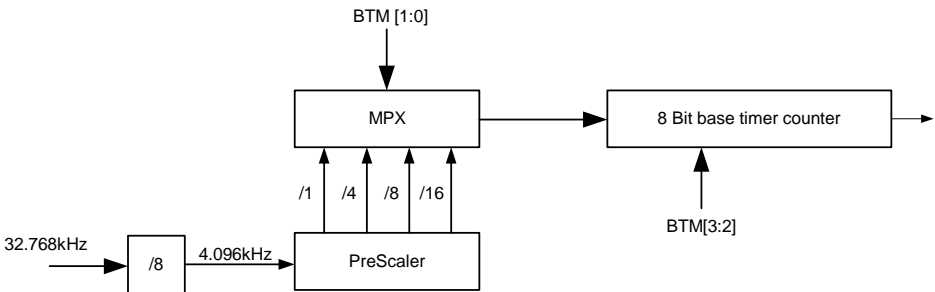 BTM [1:0]
MPX
8 Bit base timer counter
/1 /4 /8 /16
BTM[3:2]
32.768kHz
/8
4.096kHz
PreScaler